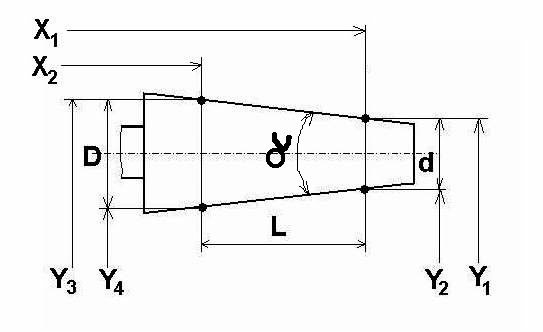 X₁
X₂
D
α
d
L
Y₃
Y₄
Y₂
Y₁